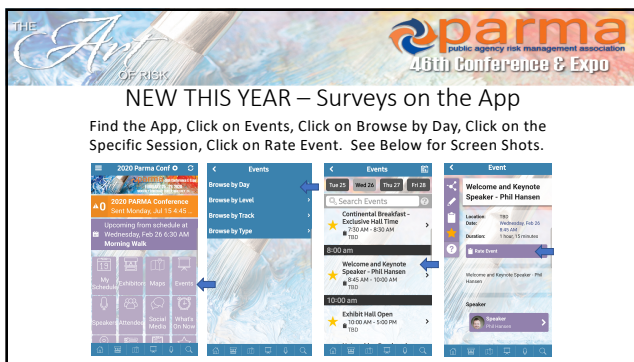 THE
Art
OF RISK
parma
public agency risk management association
46th Conference & Expo
NEW THIS YEAR – Surveys on the App
Find the App, Click on Events, Click on Browse by Day, Click on the
Specific Session, Click on Rate Event. See Below for Screen Shots.
2020 Parma Conf
0
2020 PARMA Conference
Sent Monday, Jul 15 4:45 ..
Upcoming from schedule at
Wednesday, Feb 26 6:30 AM
Morning Walk
My Schedule
Exhibitors
Maps
Events
Speakers
Attendees
Social Media
What's On Now
Events
Browse by Day
Browse by Level
Browse by Track
Browse by Type
Events
Tue 25 Wed 26 Thu 27 Fri 28
Search Events
Continental Breakfast -
Exclusive Hall Time
7:30 AM - 8:30 AM
TBD
8:00 am
Welcome and Keynote
Speaker - Phil Hansen
8:45 AM - 10:00 AM
TBD
10:00 am
Exhibit Hall Open
10:00 AM - 5:00 PM
TBD
Event
Welcome and Keynote
Speaker - Phil Hansen
Location: TBD
Date: Wednesday, Feb 26
8:45 AM
Duration: 1 hour, 15 minutes
Rate Event
Welcome and Keynote Speaker - Phil
Hansen
Speaker
Speaker
Phil Hansen